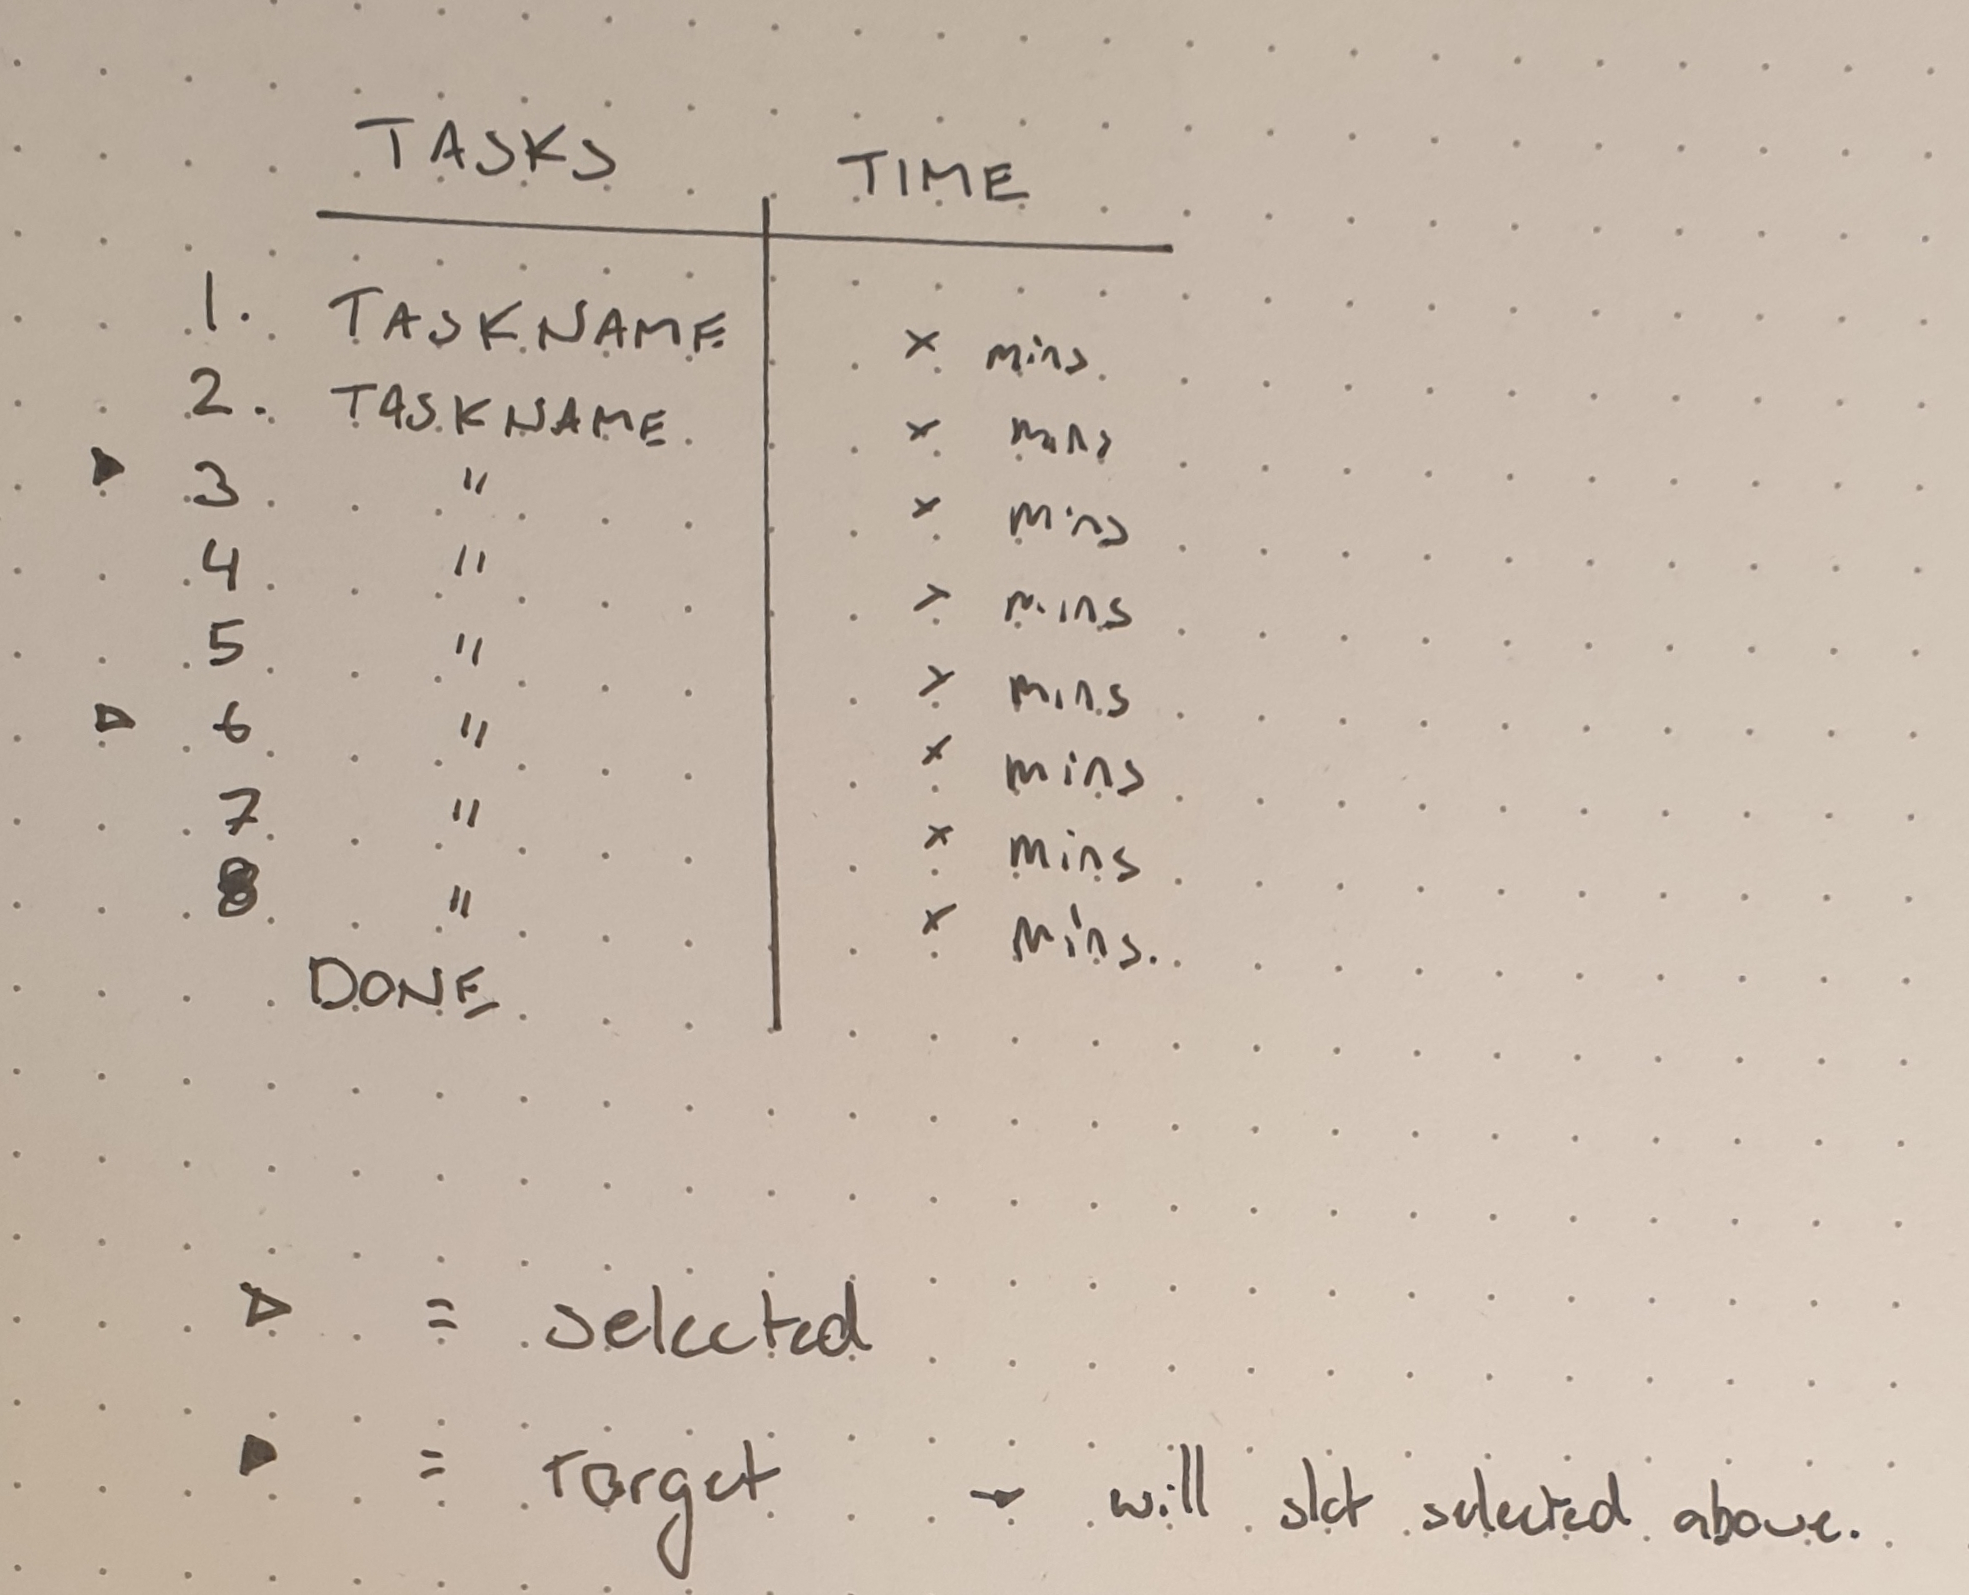 TASKS TIME
1. TASKNAME x mins.
2. TASKNAME x mins
▶ 3 " x mins
4 " x mins
5 " x mins
▷ 6 " x mins
7 " x mins
8 " x mins.
DONE
▷ = selected
▶ = Target → will slot selected above.